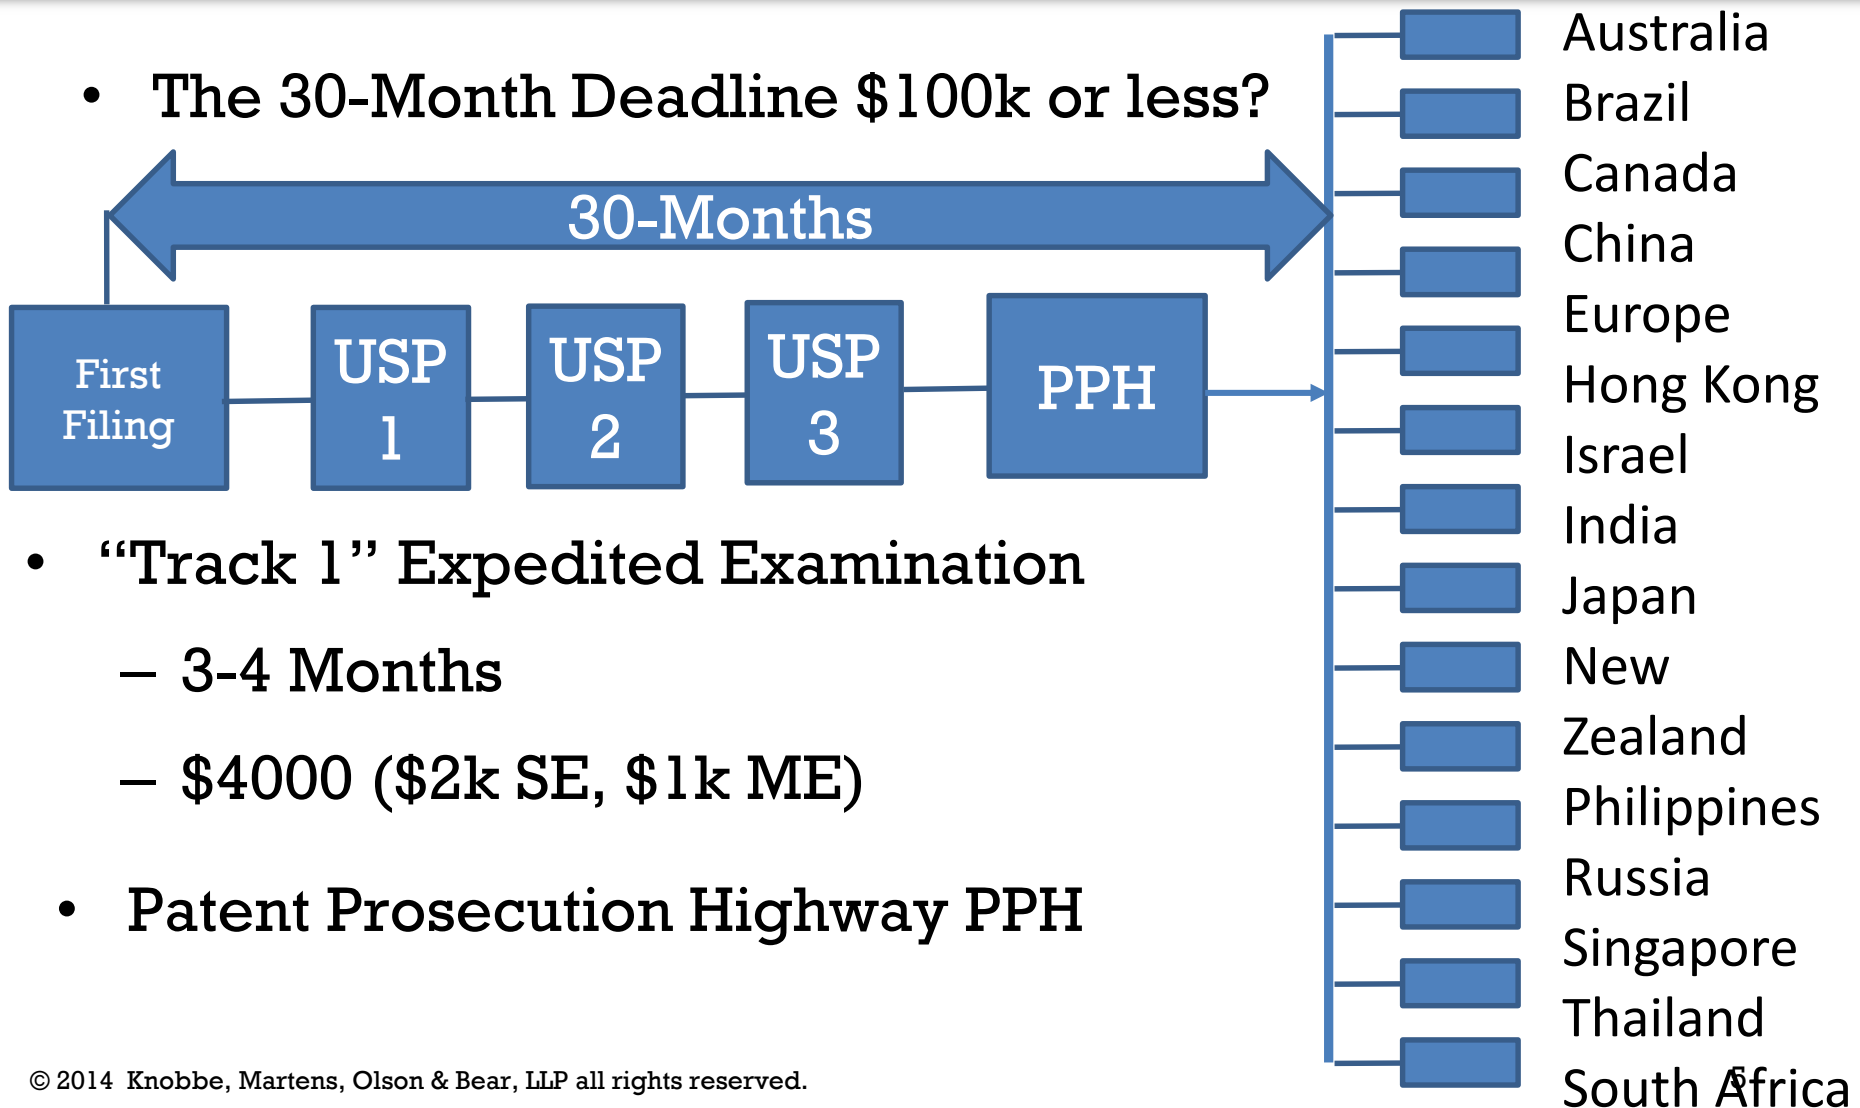 • The 30-Month Deadline $100k or less?
30-Months
First
Filing
USP
1
USP
2
USP
3
PPH
• “Track 1” Expedited Examination
– 3-4 Months
– $4000 ($2k SE, $1k ME)
• Patent Prosecution Highway PPH
Australia
Brazil
Canada
China
Europe
Hong Kong
Israel
India
Japan
New
Zealand
Philippines
Russia
Singapore
Thailand
South Africa
© 2014 Knobbe, Martens, Olson & Bear, LLP all rights reserved.
5